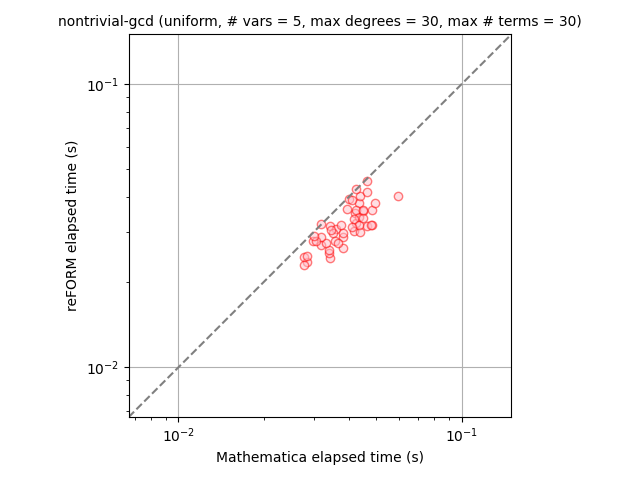 nontrivial-gcd (uniform, # vars = 5, max degrees = 30, max # terms = 30)
10⁻¹
reFORM elapsed time (s)
10⁻²
10⁻² 10⁻¹
Mathematica elapsed time (s)